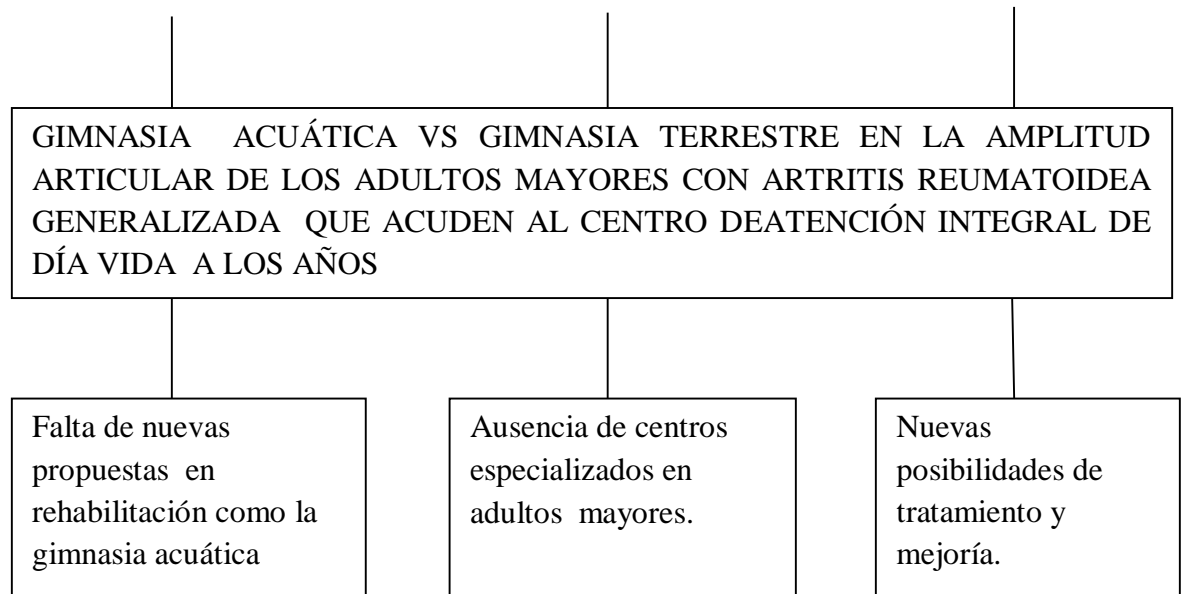 GIMNASIA ACUÁTICA VS GIMNASIA TERRESTRE EN LA AMPLITUD
ARTICULAR DE LOS ADULTOS MAYORES CON ARTRITIS REUMATOIDEA
GENERALIZADA QUE ACUDEN AL CENTRO DEATENCIÓN INTEGRAL DE
DÍA VIDA A LOS AÑOS
Falta de nuevas
propuestas en
rehabilitación como la
gimnasia acuática
Ausencia de centros
especializados en
adultos mayores.
Nuevas
posibilidades de
tratamiento y
mejoría.